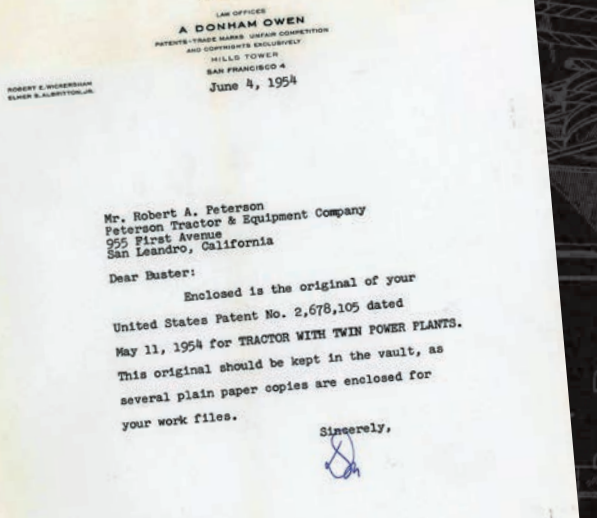 LAW OFFICES
A DONHAM OWEN
PATENTS-TRADE MARKS UNFAIR COMPETITION
AND COPYRIGHTS EXCLUSIVELY
MILLS TOWER
SAN FRANCISCO 4
June 4, 1954
ROBERT E. WICKERSHAM
ELMER S. ALBRITTON, JR.
Mr. Robert A. Peterson
Peterson Tractor & Equipment Company
955 First Avenue
San Leandro, California
Dear Buster:
Enclosed is the original of your
United States Patent No. 2,678,105 dated
May 11, 1954 for TRACTOR WITH TWIN POWER PLANTS.
This original should be kept in the vault, as
several plain paper copies are enclosed for
your work files.
Sincerely,
Don